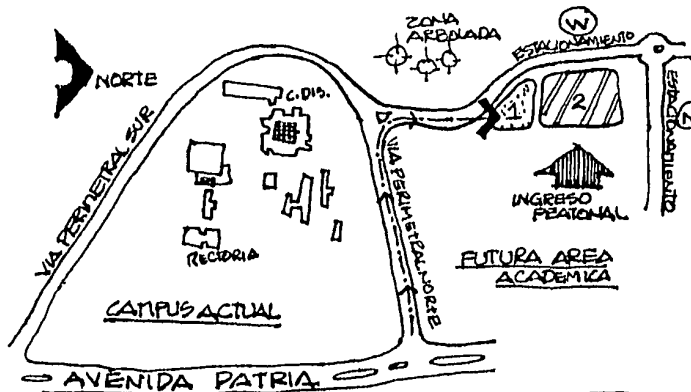 ZONA
ARBOLADA
W
ESTACIONAMIENTO
NORTE
C. DIS.
1
2
ESTACIONAMIENTO
VIA PERIMETRAL SUR
VIA PERIMETRAL NORTE
INGRESO
PEATONAL
RECTORIA
FUTURA AREA
ACADEMICA
CAMPUS ACTUAL
AVENIDA PATRIA